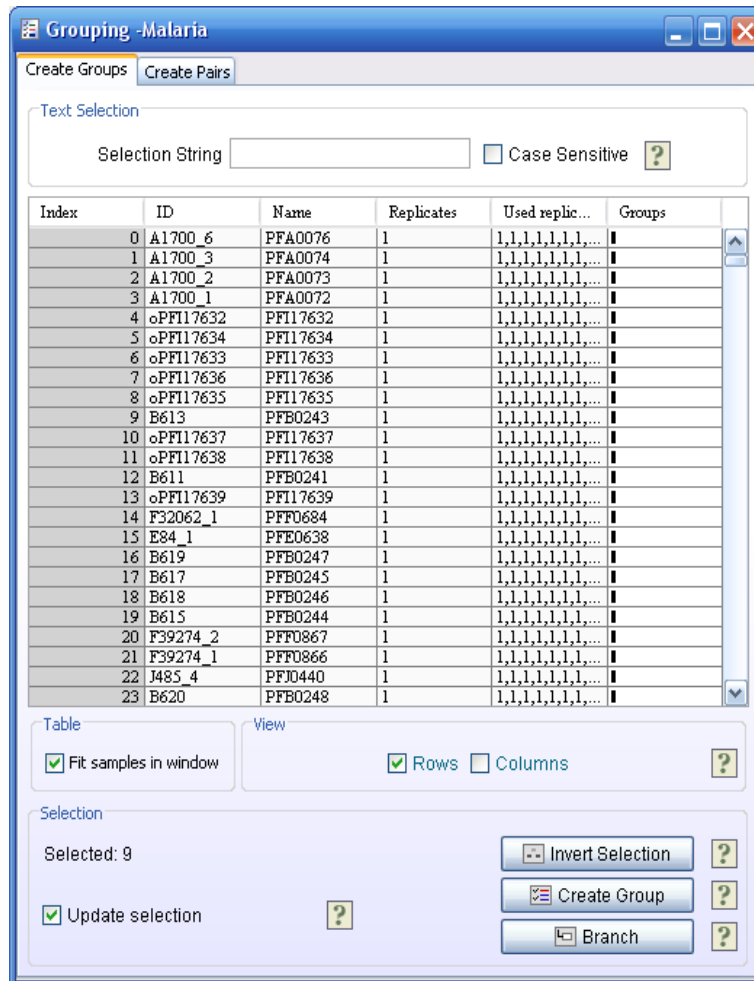 Grouping -Malaria
Create Groups Create Pairs
Text Selection
Selection String Case Sensitive ?
Index ID Name Replicates Used replic... Groups
0 A1700_6 PFA0076 1 1,1,1,1,1,1,1,...
1 A1700_3 PFA0074 1 1,1,1,1,1,1,1,...
2 A1700_2 PFA0073 1 1,1,1,1,1,1,1,...
3 A1700_1 PFA0072 1 1,1,1,1,1,1,1,...
4 oPFI17632 PFI17632 1 1,1,1,1,1,1,1,...
5 oPFI17634 PFI17634 1 1,1,1,1,1,1,1,...
6 oPFI17633 PFI17633 1 1,1,1,1,1,1,1,...
7 oPFI17636 PFI17636 1 1,1,1,1,1,1,1,...
8 oPFI17635 PFI17635 1 1,1,1,1,1,1,1,...
9 B613 PFB0243 1 1,1,1,1,1,1,1,...
10 oPFI17637 PFI17637 1 1,1,1,1,1,1,1,...
11 oPFI17638 PFI17638 1 1,1,1,1,1,1,1,...
12 B611 PFB0241 1 1,1,1,1,1,1,1,...
13 oPFI17639 PFI17639 1 1,1,1,1,1,1,1,...
14 F32062_1 PFF0684 1 1,1,1,1,1,1,1,...
15 E84_1 PFE0638 1 1,1,1,1,1,1,1,...
16 B619 PFB0247 1 1,1,1,1,1,1,1,...
17 B617 PFB0245 1 1,1,1,1,1,1,1,...
18 B618 PFB0246 1 1,1,1,1,1,1,1,...
19 B615 PFB0244 1 1,1,1,1,1,1,1,...
20 F39274_2 PFF0867 1 1,1,1,1,1,1,1,...
21 F39274_1 PFF0866 1 1,1,1,1,1,1,1,...
22 J485_4 PFJ0440 1 1,1,1,1,1,1,1,...
23 B620 PFB0248 1 1,1,1,1,1,1,1,...
Table View
Fit samples in window Rows Columns ?
Selection
Selected: 9 Invert Selection ?
Create Group ?
Update selection ?
Branch ?